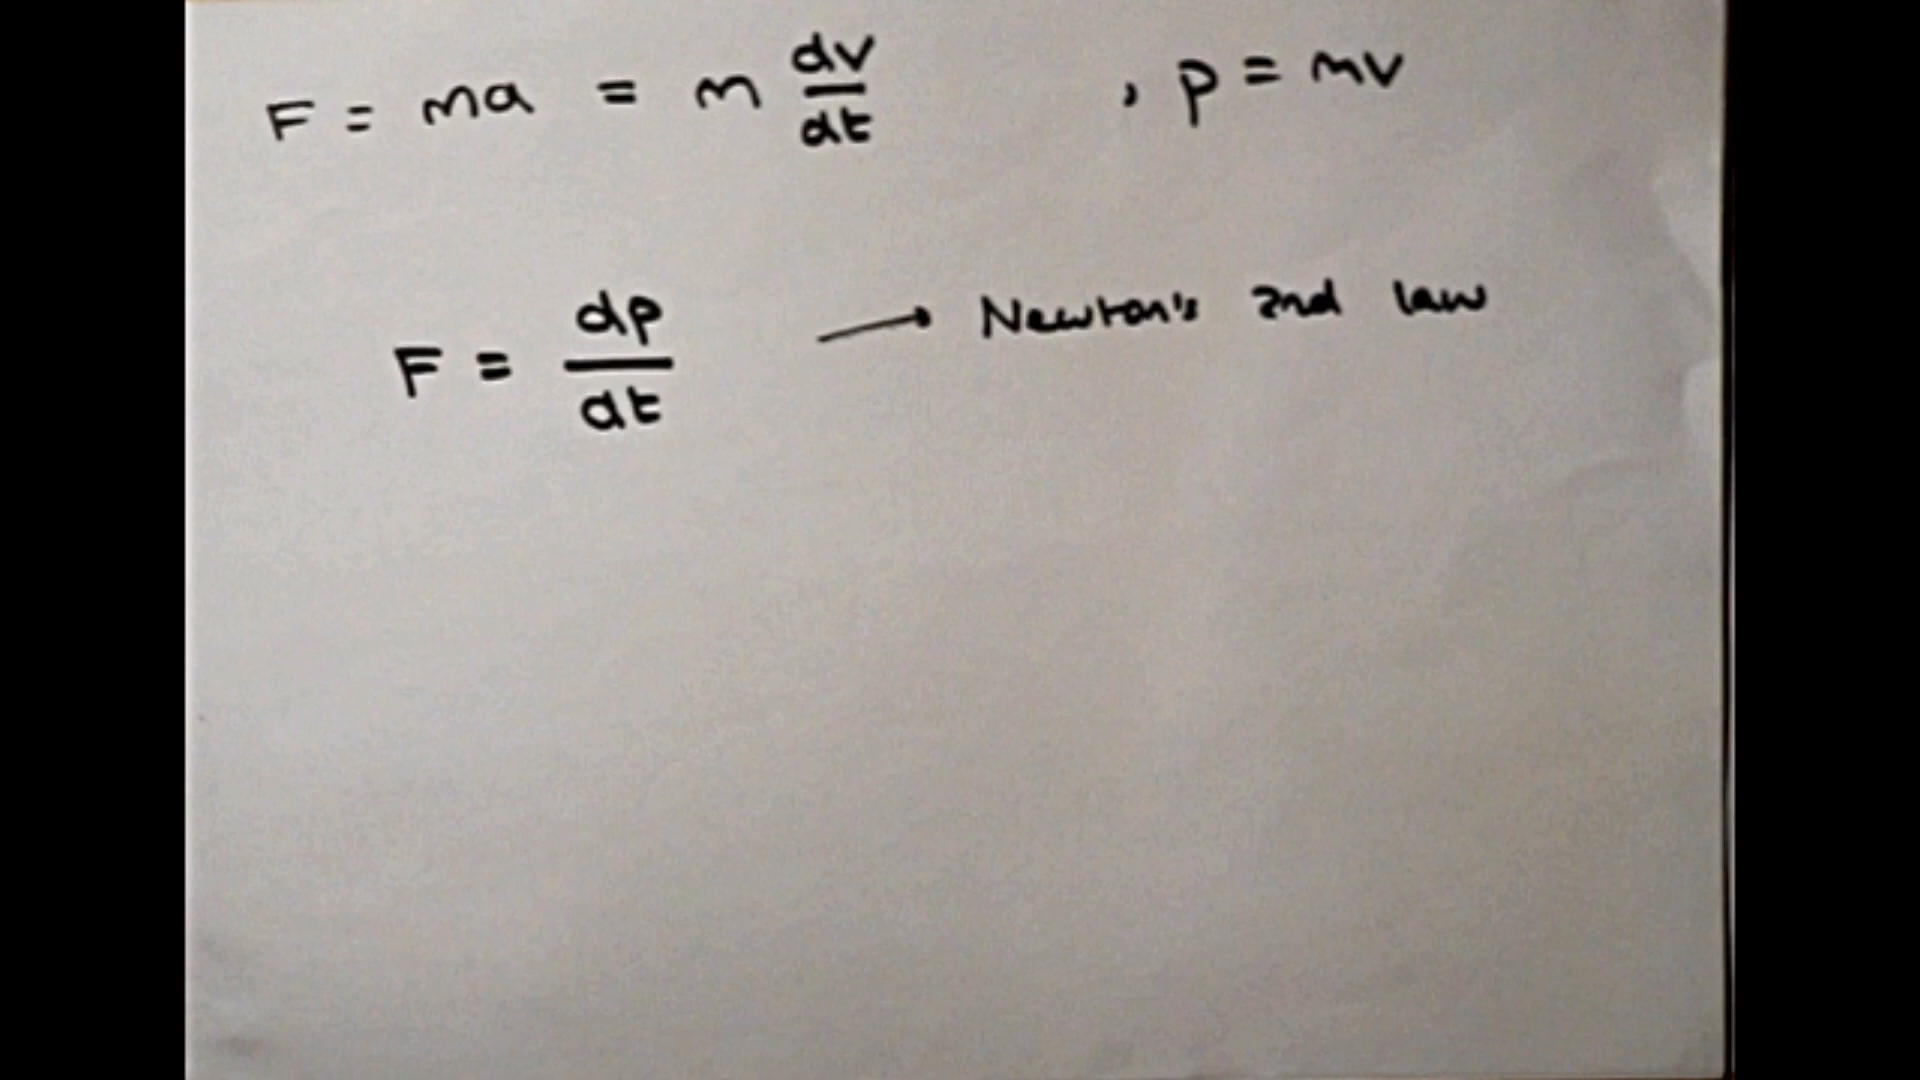 F = ma = m dv/dt , p = mv
F = dp/dt → Newton's 2nd law